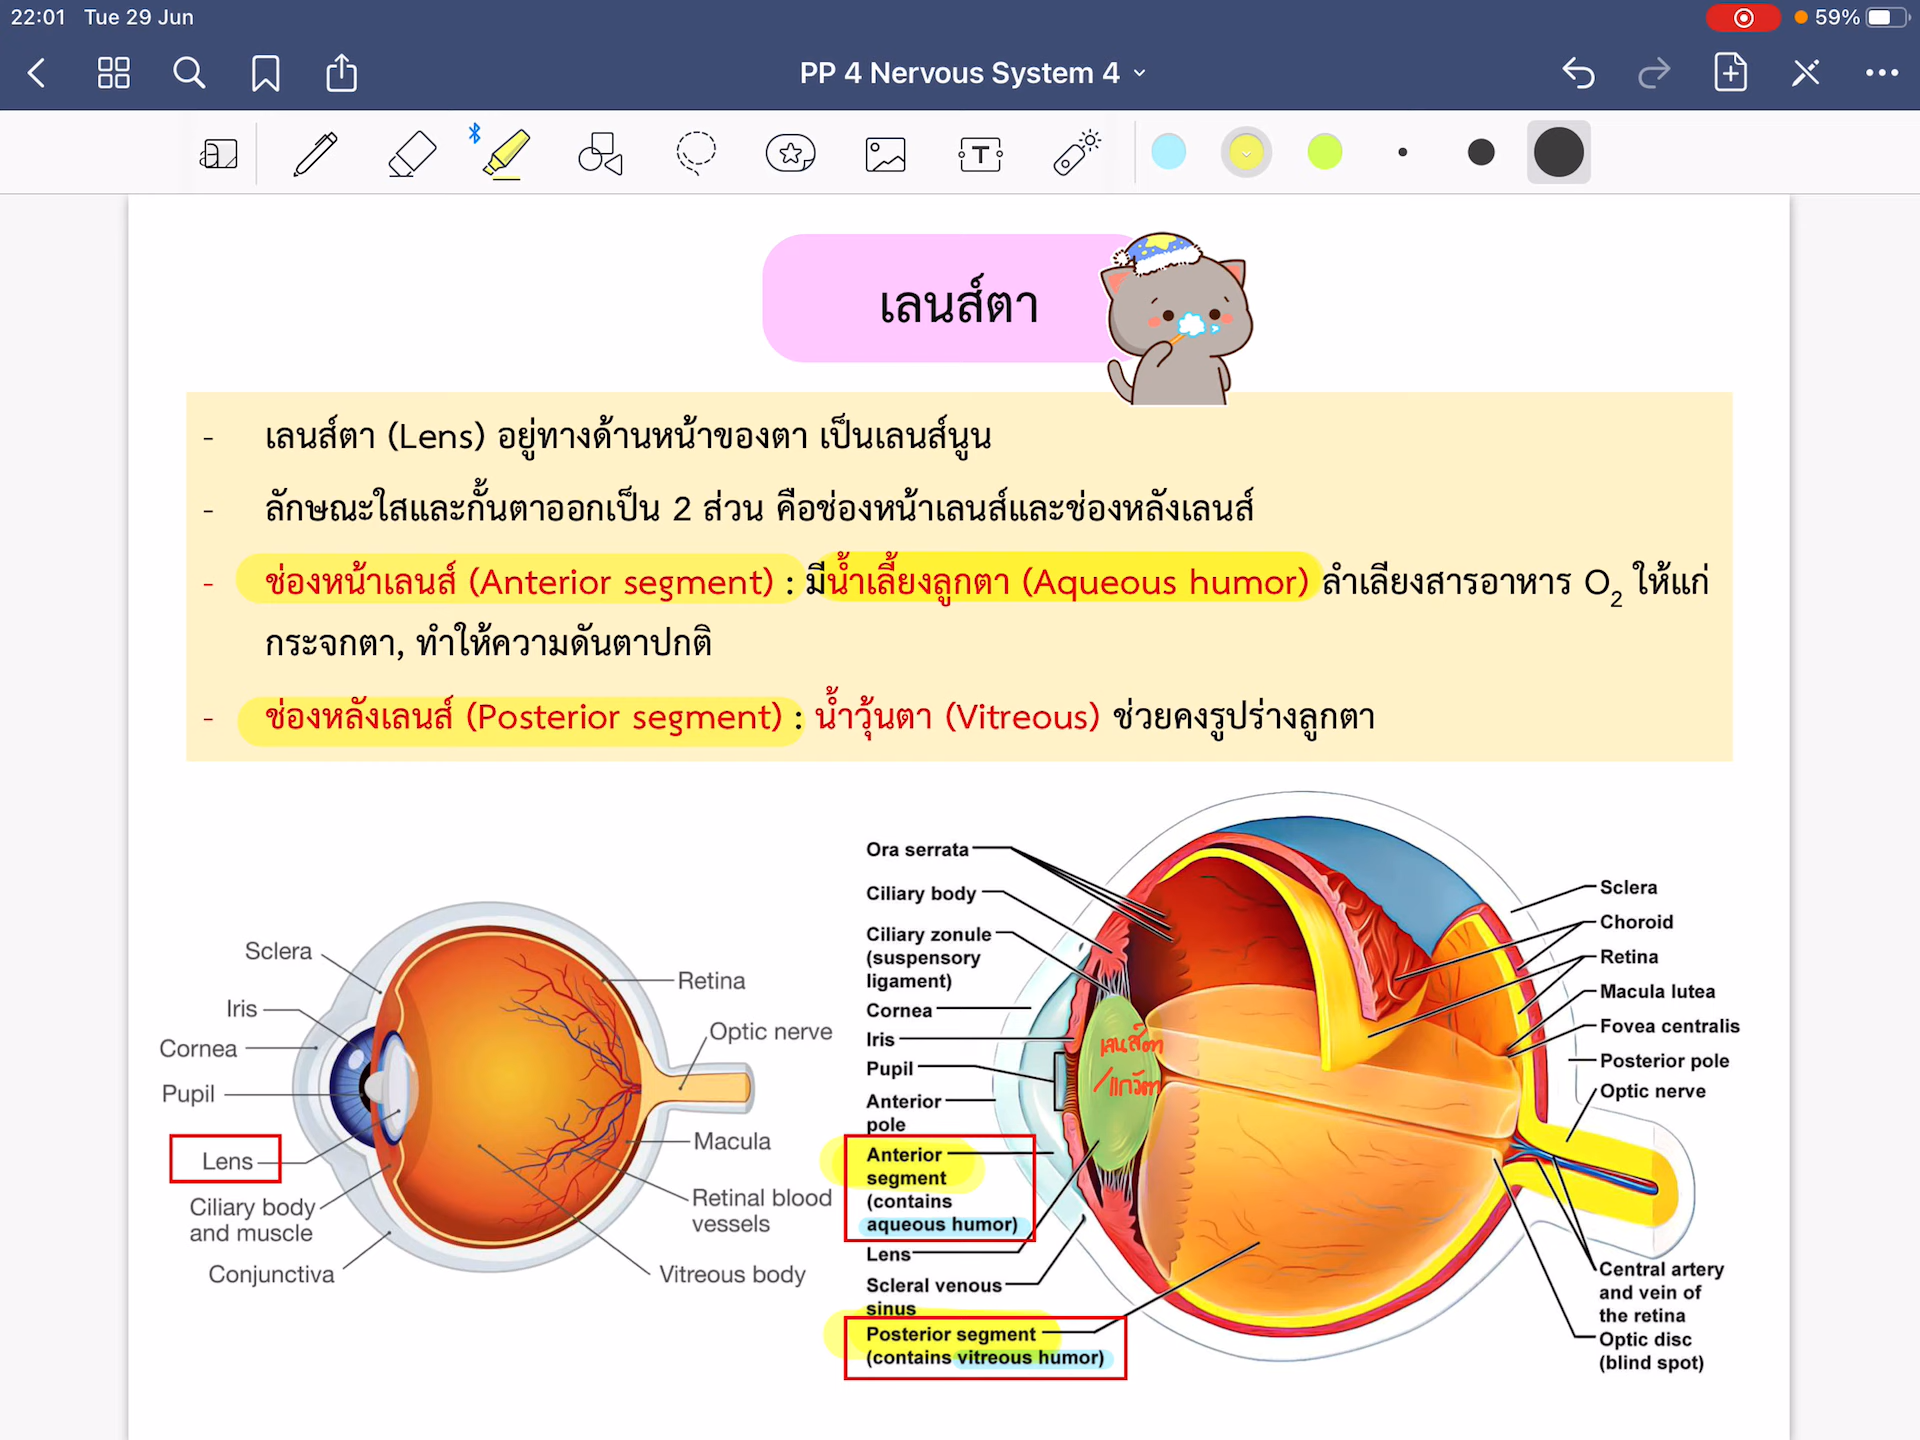 22:01 Tue 29 Jun
59%
PP 4 Nervous System 4
เลนส์ตา
- เลนส์ตา (Lens) อยู่ทางด้านหน้าของตา เป็นเลนส์นูน
- ลักษณะใสและกั้นตาออกเป็น 2 ส่วน คือช่องหน้าเลนส์และช่องหลังเลนส์
- ช่องหน้าเลนส์ (Anterior segment) : มีน้ำเลี้ยงลูกตา (Aqueous humor) ลำเลียงสารอาหาร O₂ ให้แก่
กระจกตา, ทำให้ความดันตาปกติ
- ช่องหลังเลนส์ (Posterior segment) : น้ำวุ้นตา (Vitreous) ช่วยคงรูปร่างลูกตา
Sclera
Iris
Cornea
Pupil
Lens
Ciliary body
and muscle
Conjunctiva
Retina
Optic nerve
Macula
Retinal blood
vessels
Vitreous body
Ora serrata
Ciliary body
Ciliary zonule
(suspensory
ligament)
Cornea
Iris
Pupil
Anterior
pole
Anterior
segment
(contains
aqueous humor)
Lens
Scleral venous
sinus
Posterior segment
(contains vitreous humor)
เลนส์ตา
/แก้วตา
Sclera
Choroid
Retina
Macula lutea
Fovea centralis
Posterior pole
Optic nerve
Central artery
and vein of
the retina
Optic disc
(blind spot)